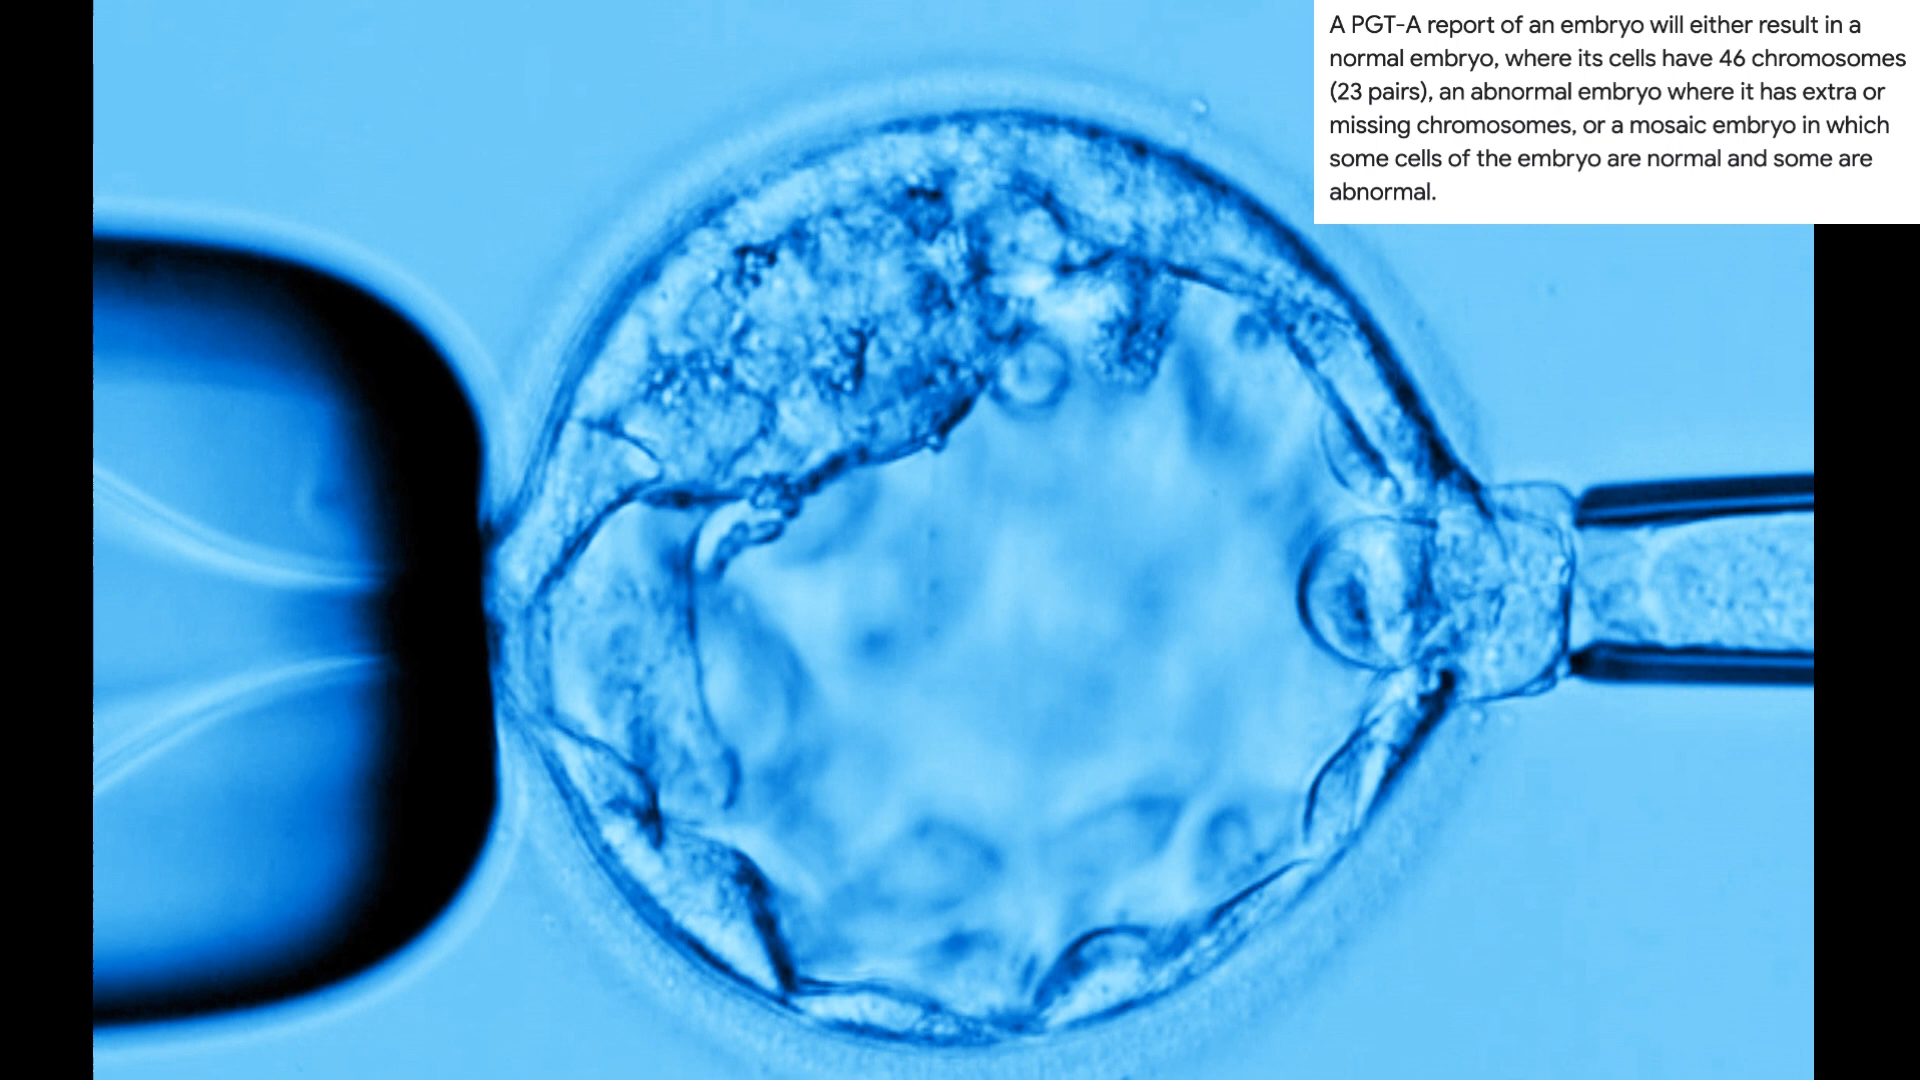 A PGT-A report of an embryo will either result in a
normal embryo, where its cells have 46 chromosomes
(23 pairs), an abnormal embryo where it has extra or
missing chromosomes, or a mosaic embryo in which
some cells of the embryo are normal and some are
abnormal.